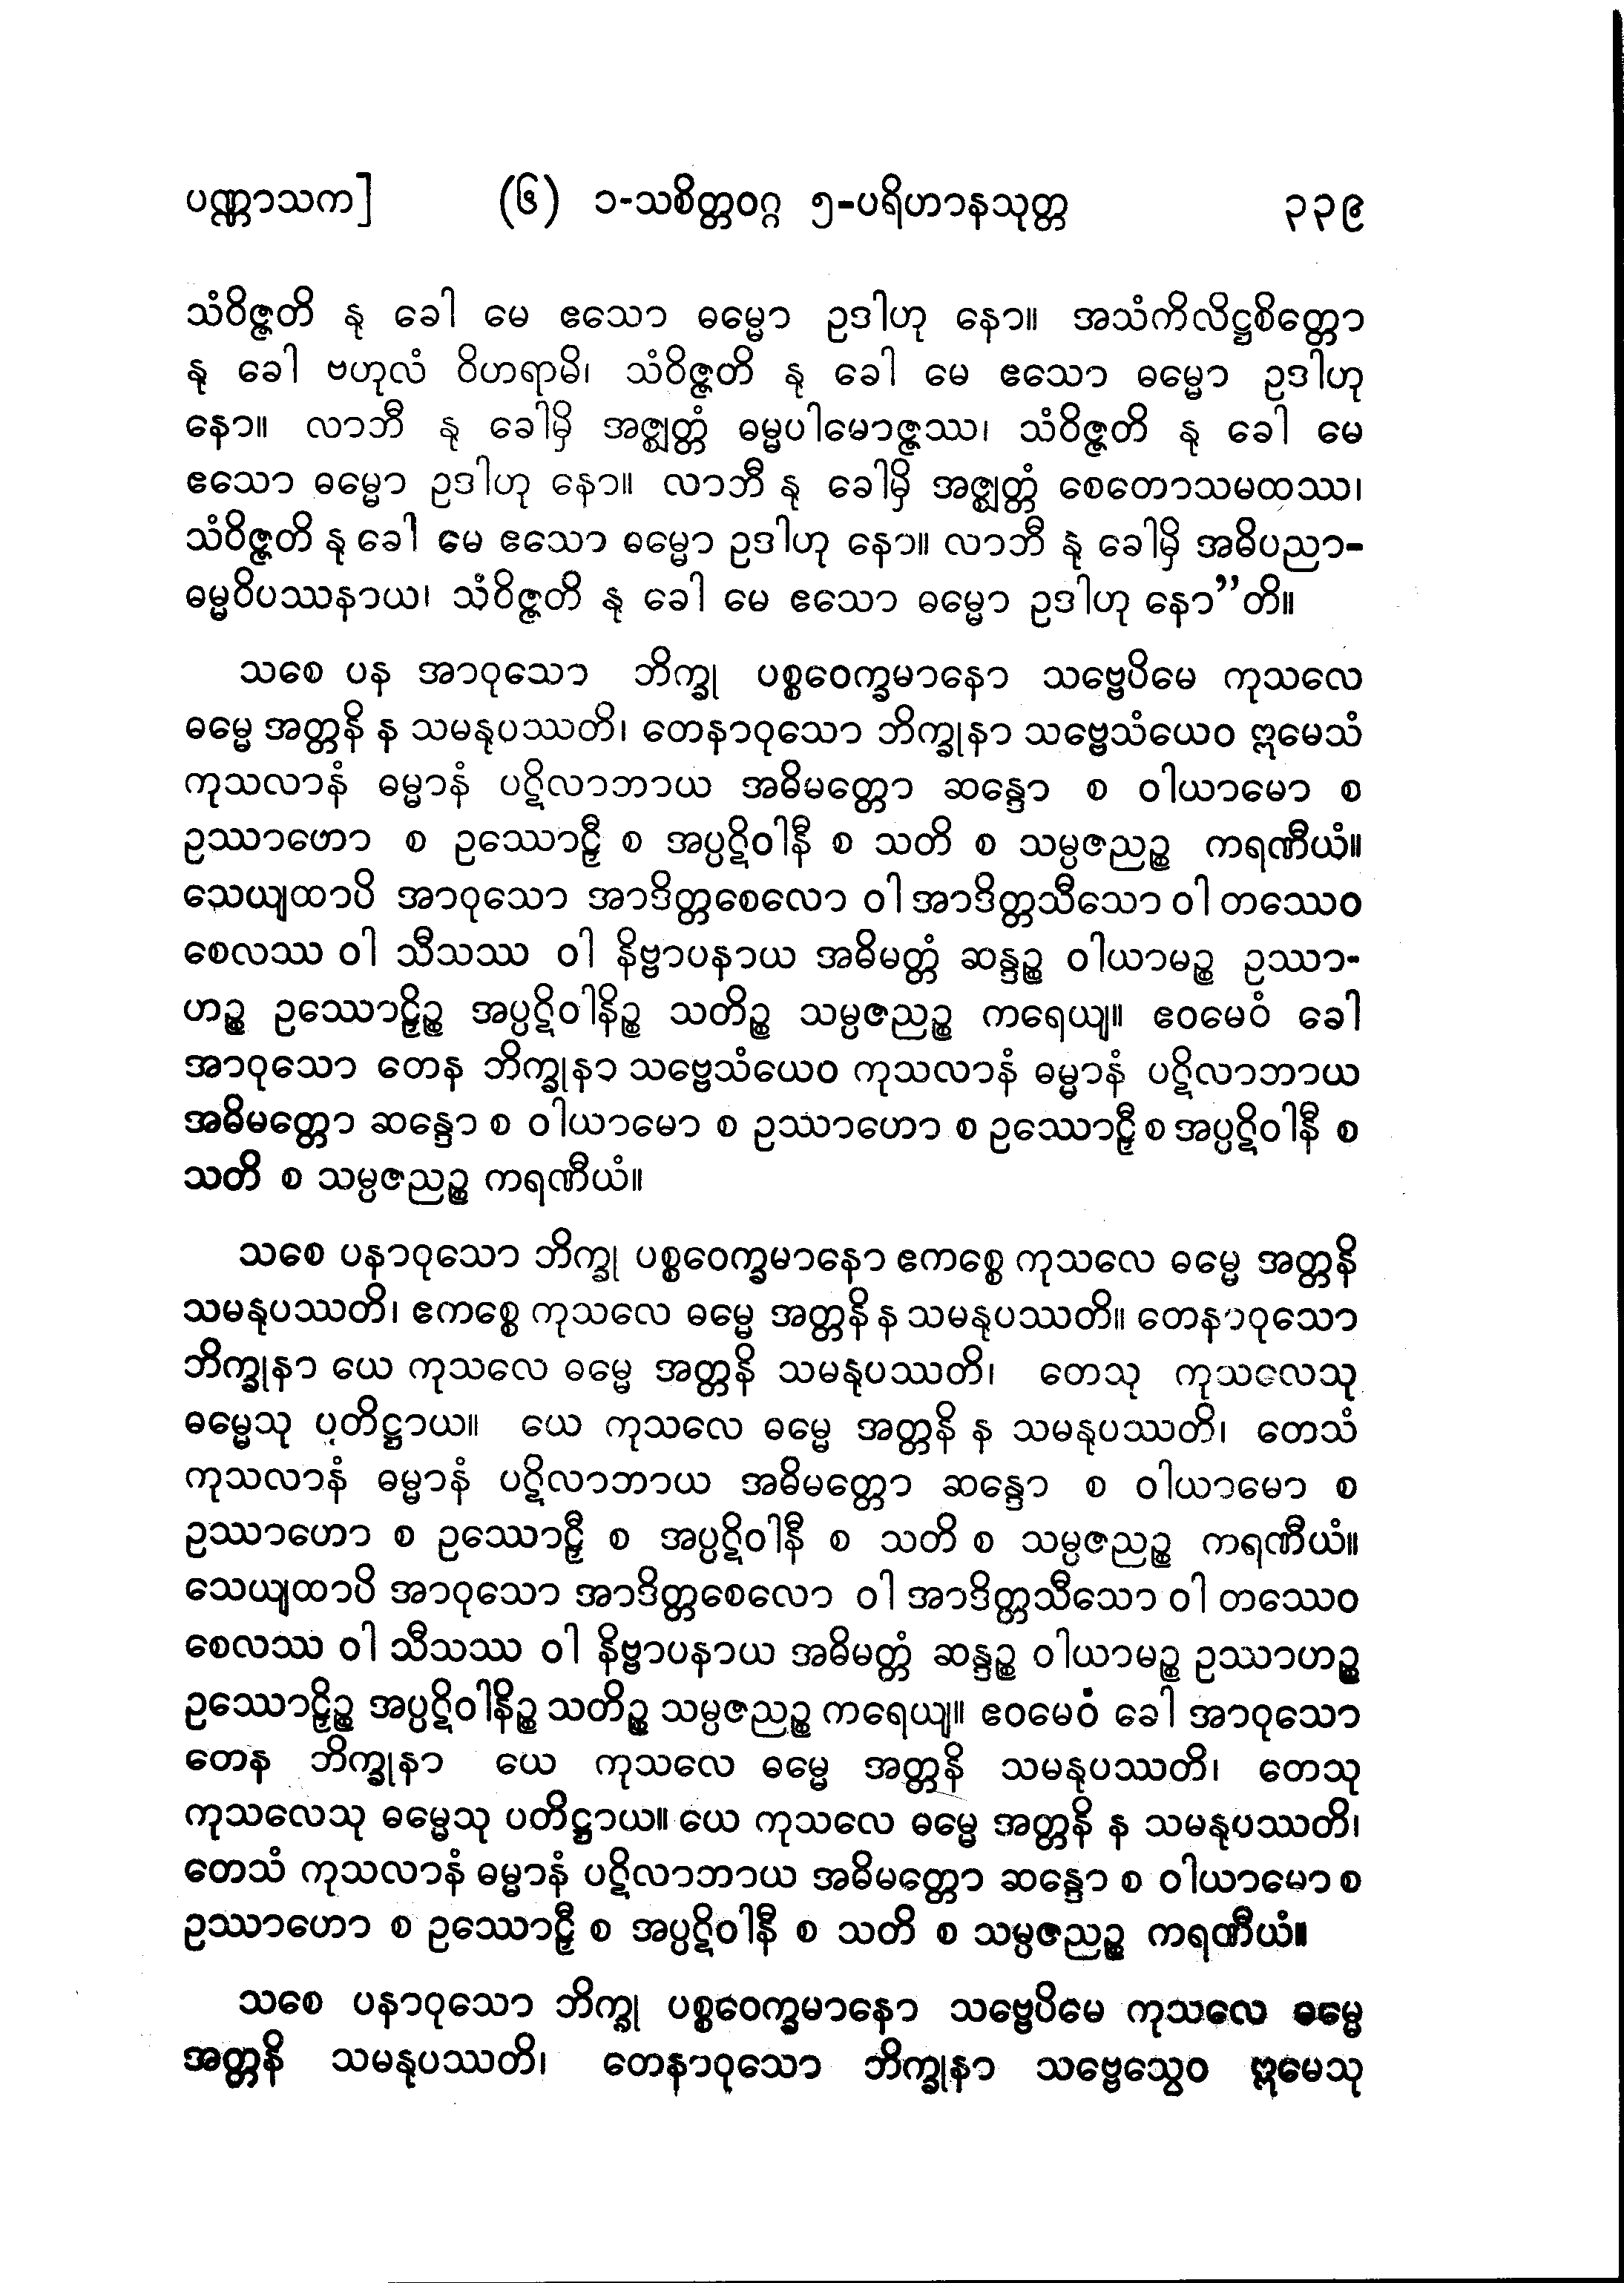 ပဏ္ဏာသက] (၆) ၁-သစိတ္တဝဂ္ဂ ၅-ပရိဟာနသုတ္တ ၃၃၉
သံဝိဇ္ဇတိ နု ခေါ မေ ဧသော ဓမ္မော ဥဒါဟု နော။ အသံကိလိဋ္ဌစိတ္တော
နု ခေါ ဗဟုလံ ဝိဟရာမိ၊ သံဝိဇ္ဇတိ နု ခေါ မေ ဧသော ဓမ္မော ဥဒါဟု
နော။ လာဘီ နု ခေါမှိ အဇ္ဈတ္တံ ဓမ္မပါမောဇ္ဇဿ၊ သံဝိဇ္ဇတိ နု ခေါ မေ
ဧသော ဓမ္မော ဥဒါဟု နော။ လာဘီ နု ခေါမှိ အဇ္ဈတ္တံ စေတောသမထဿ၊
သံဝိဇ္ဇတိ နု ခေါ မေ ဧသော ဓမ္မော ဥဒါဟု နော။ လာဘီ နု ခေါမှိ အဓိပညာ-
ဓမ္မဝိပဿနာယ၊ သံဝိဇ္ဇတိ နု ခေါ မေ ဧသော ဓမ္မော ဥဒါဟု နော”တိ။
သစေ ပန အာဝုသော ဘိက္ခု ပစ္စဝေက္ခမာနော သဗ္ဗေပိမေ ကုသလေ
ဓမ္မေ အတ္တနိ န သမနုပဿတိ၊ တေနာဝုသော ဘိက္ခုနာ သဗ္ဗေသံယေဝ ဣမေသံ
ကုသလာနံ ဓမ္မာနံ ပဋိလာဘာယ အဓိမတ္တော ဆန္ဒော စ ဝါယာမော စ
ဥဿာဟော စ ဥဿောဠှီ စ အပ္ပဋိဝါနီ စ သတိ စ သမ္ပဇညဉ္စ ကရဏီယံ။
သေယျထာပိ အာဝုသော အာဒိတ္တစေလော ဝါ အာဒိတ္တသီသော ဝါ တဿေဝ
စေလဿ ဝါ သီသဿ ဝါ နိဗ္ဗာပနာယ အဓိမတ္တံ ဆန္ဒဉ္စ ဝါယာမဉ္စ ဥဿာ-
ဟဉ္စ ဥဿောဠှိဉ္စ အပ္ပဋိဝါနိဉ္စ သတိဉ္စ သမ္ပဇညဉ္စ ကရေယျ။ ဧဝမေဝံ ခေါ
အာဝုသော တေန ဘိက္ခုနာ သဗ္ဗေသံယေဝ ကုသလာနံ ဓမ္မာနံ ပဋိလာဘာယ
အဓိမတ္တော ဆန္ဒော စ ဝါယာမော စ ဥဿာဟော စ ဥဿောဠှီ စ အပ္ပဋိဝါနီ စ
သတိ စ သမ္ပဇညဉ္စ ကရဏီယံ။
သစေ ပနာဝုသော ဘိက္ခု ပစ္စဝေက္ခမာနော ဧကစ္စေ ကုသလေ ဓမ္မေ အတ္တနိ
သမနုပဿတိ၊ ဧကစ္စေ ကုသလေ ဓမ္မေ အတ္တနိ န သမနုပဿတိ။ တေနာဝုသော
ဘိက္ခုနာ ယေ ကုသလေ ဓမ္မေ အတ္တနိ သမနုပဿတိ၊ တေသု ကုသလေသု
ဓမ္မေသု ပတိဋ္ဌာယ။ ယေ ကုသလေ ဓမ္မေ အတ္တနိ န သမနုပဿတိ၊ တေသံ
ကုသလာနံ ဓမ္မာနံ ပဋိလာဘာယ အဓိမတ္တော ဆန္ဒော စ ဝါယာမော စ
ဥဿာဟော စ ဥဿောဠှီ စ အပ္ပဋိဝါနီ စ သတိ စ သမ္ပဇညဉ္စ ကရဏီယံ။
သေယျထာပိ အာဝုသော အာဒိတ္တစေလော ဝါ အာဒိတ္တသီသော ဝါ တဿေဝ
စေလဿ ဝါ သီသဿ ဝါ နိဗ္ဗာပနာယ အဓိမတ္တံ ဆန္ဒဉ္စ ဝါယာမဉ္စ ဥဿာဟဉ္စ
ဥဿောဠှိဉ္စ အပ္ပဋိဝါနိဉ္စ သတိဉ္စ သမ္ပဇညဉ္စ ကရေယျ။ ဧဝမေဝံ ခေါ အာဝုသော
တေန ဘိက္ခုနာ ယေ ကုသလေ ဓမ္မေ အတ္တနိ သမနုပဿတိ၊ တေသု
ကုသလေသု ဓမ္မေသု ပတိဋ္ဌာယ။ ယေ ကုသလေ ဓမ္မေ အတ္တနိ န သမနုပဿတိ၊
တေသံ ကုသလာနံ ဓမ္မာနံ ပဋိလာဘာယ အဓိမတ္တော ဆန္ဒော စ ဝါယာမော စ
ဥဿာဟော စ ဥဿောဠှီ စ အပ္ပဋိဝါနီ စ သတိ စ သမ္ပဇညဉ္စ ကရဏီယံ။
သစေ ပနာဝုသော ဘိက္ခု ပစ္စဝေက္ခမာနော သဗ္ဗေပိမေ ကုသလေ ဓမ္မေ
အတ္တနိ သမနုပဿတိ၊ တေနာဝုသော ဘိက္ခုနာ သဗ္ဗေသွေဝ ဣမေသု